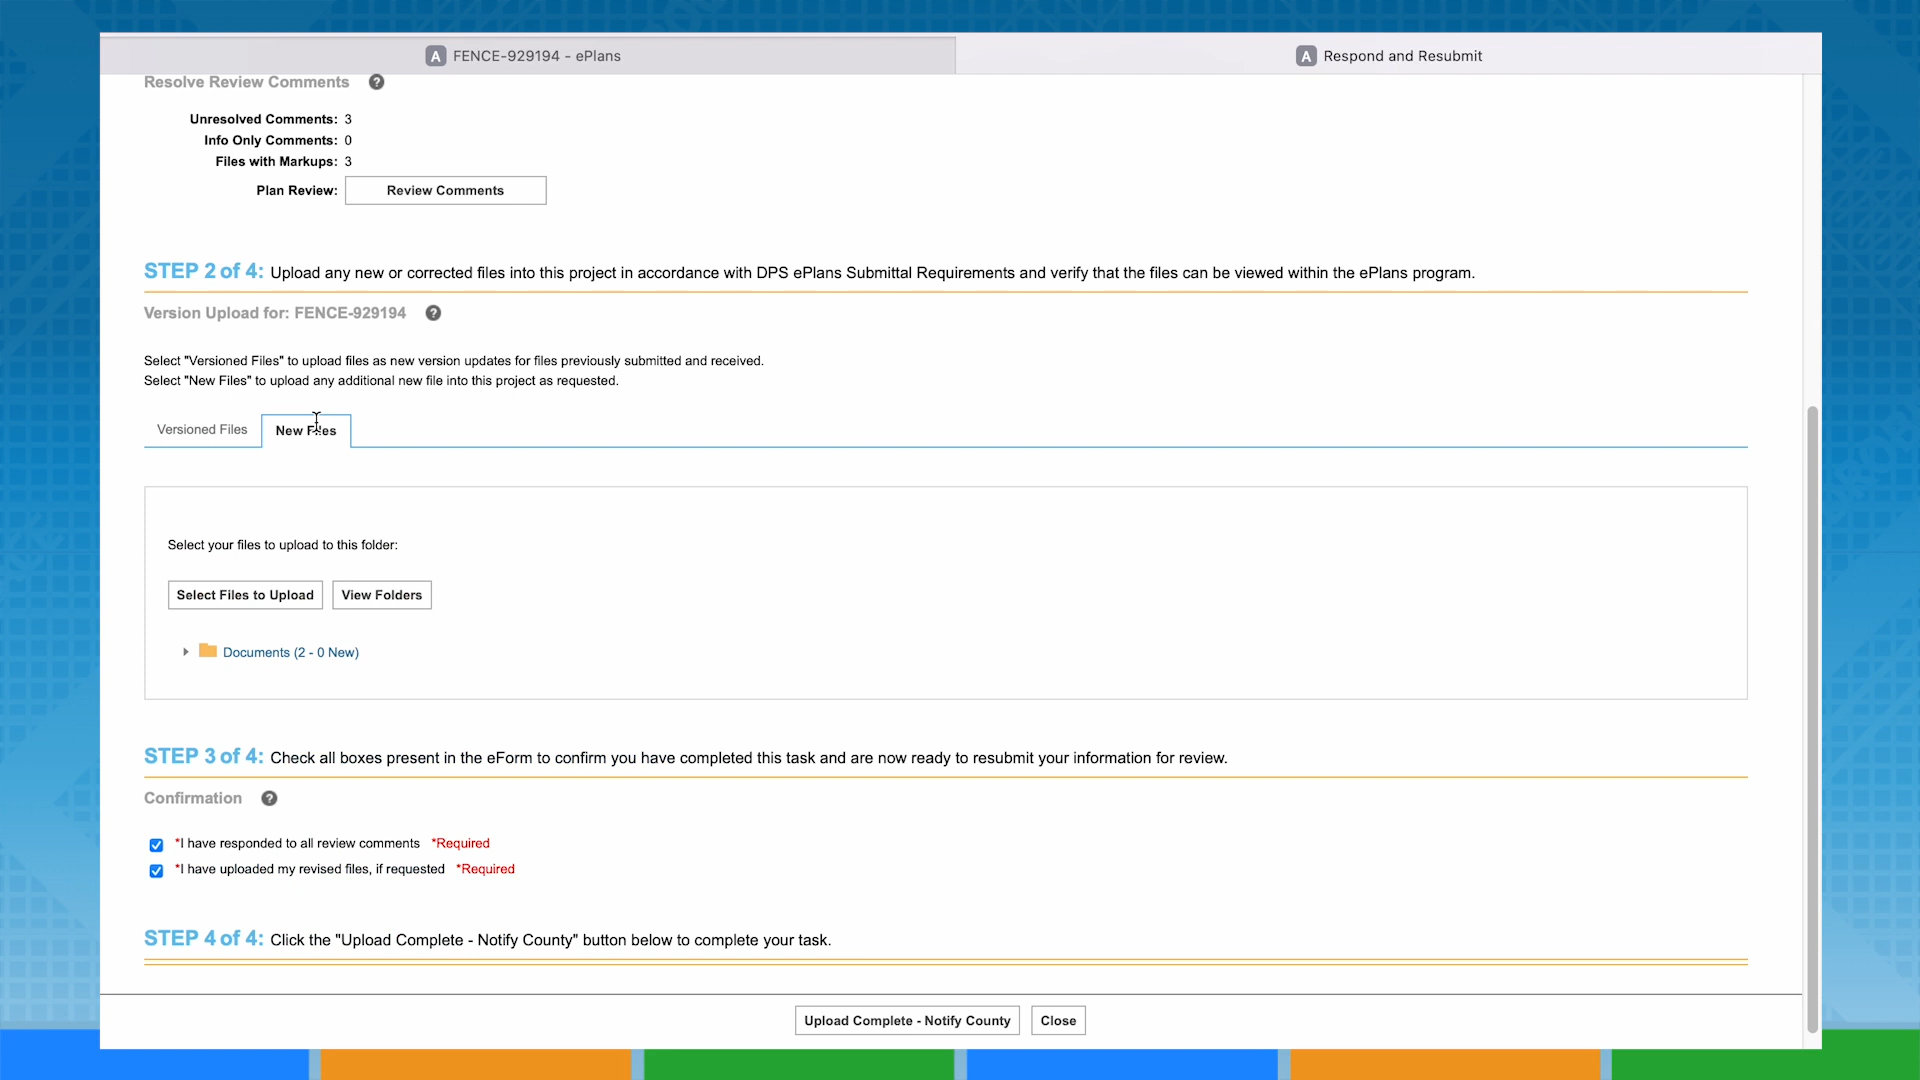 A FENCE-929194 - ePlans
A Respond and Resubmit
Resolve Review Comments ?
Unresolved Comments: 3
Info Only Comments: 0
Files with Markups: 3
Plan Review: Review Comments
STEP 2 of 4: Upload any new or corrected files into this project in accordance with DPS ePlans Submittal Requirements and verify that the files can be viewed within the ePlans program.
Version Upload for: FENCE-929194 ?
Select "Versioned Files" to upload files as new version updates for files previously submitted and received.
Select "New Files" to upload any additional new file into this project as requested.
Versioned Files New Files
Select your files to upload to this folder:
Select Files to Upload View Folders
Documents (2 - 0 New)
STEP 3 of 4: Check all boxes present in the eForm to confirm you have completed this task and are now ready to resubmit your information for review.
Confirmation ?
*I have responded to all review comments *Required
*I have uploaded my revised files, if requested *Required
STEP 4 of 4: Click the "Upload Complete - Notify County" button below to complete your task.
Upload Complete - Notify County Close